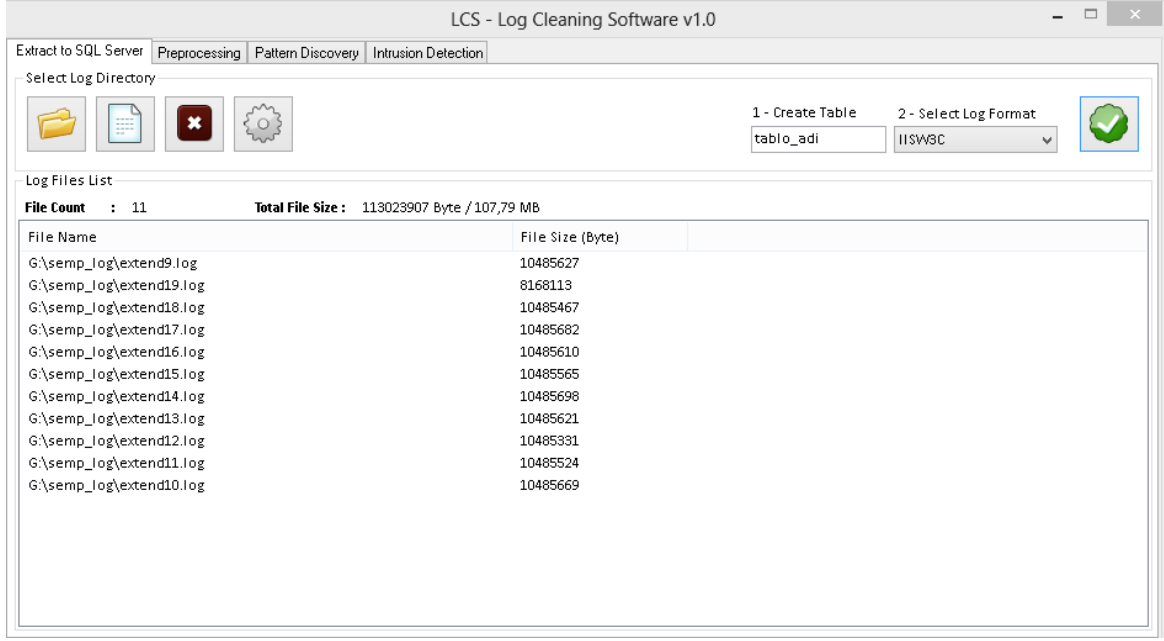 LCS - Log Cleaning Software v1.0
Extract to SQL Server Preprocessing Pattern Discovery Intrusion Detection
Select Log Directory
1 - Create Table 2 - Select Log Format
tablo_adi IISW3C
Log Files List
File Count : 11 Total File Size : 113023907 Byte / 107,79 MB
File Name File Size (Byte)
G:\semp_log\extend9.log 10485627
G:\semp_log\extend19.log 8168113
G:\semp_log\extend18.log 10485467
G:\semp_log\extend17.log 10485682
G:\semp_log\extend16.log 10485610
G:\semp_log\extend15.log 10485565
G:\semp_log\extend14.log 10485698
G:\semp_log\extend13.log 10485621
G:\semp_log\extend12.log 10485331
G:\semp_log\extend11.log 10485524
G:\semp_log\extend10.log 10485669